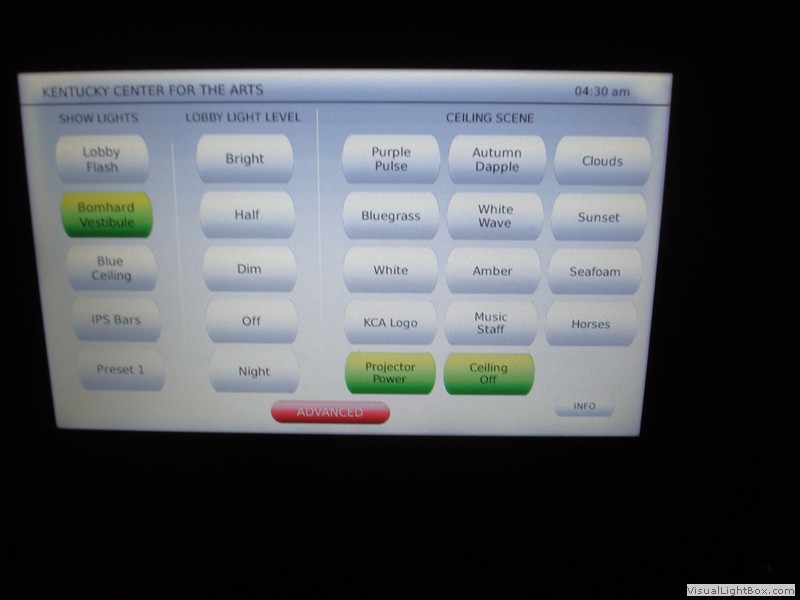 KENTUCKY CENTER FOR THE ARTS
04:30 am
SHOW LIGHTS
Lobby
Flash
Bomhard
Vestibule
Blue
Ceiling
IPS Bars
Preset 1
LOBBY LIGHT LEVEL
Bright
Half
Dim
Off
Night
CEILING SCENE
Purple
Pulse
Autumn
Dapple
Clouds
Bluegrass
White
Wave
Sunset
White
Amber
Seafoam
KCA Logo
Music
Staff
Horses
Projector
Power
Ceiling
Off
ADVANCED
INFO
VisualLightBox.com